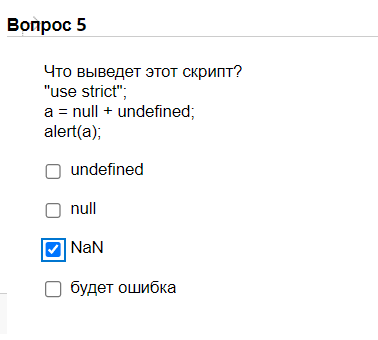 Вопрос 5
Что выведет этот скрипт?
"use strict";
a = null + undefined;
alert(a);
undefined
null
NaN
будет ошибка